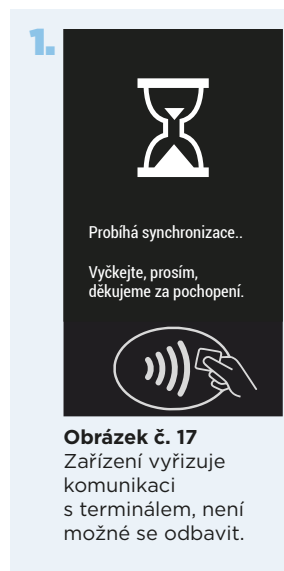 1.
Probíhá synchronizace..
Vyčkejte, prosím,
děkujeme za pochopení.
Obrázek č. 17
Zařízení vyřizuje
komunikaci
s terminálem, není
možné se odbavit.